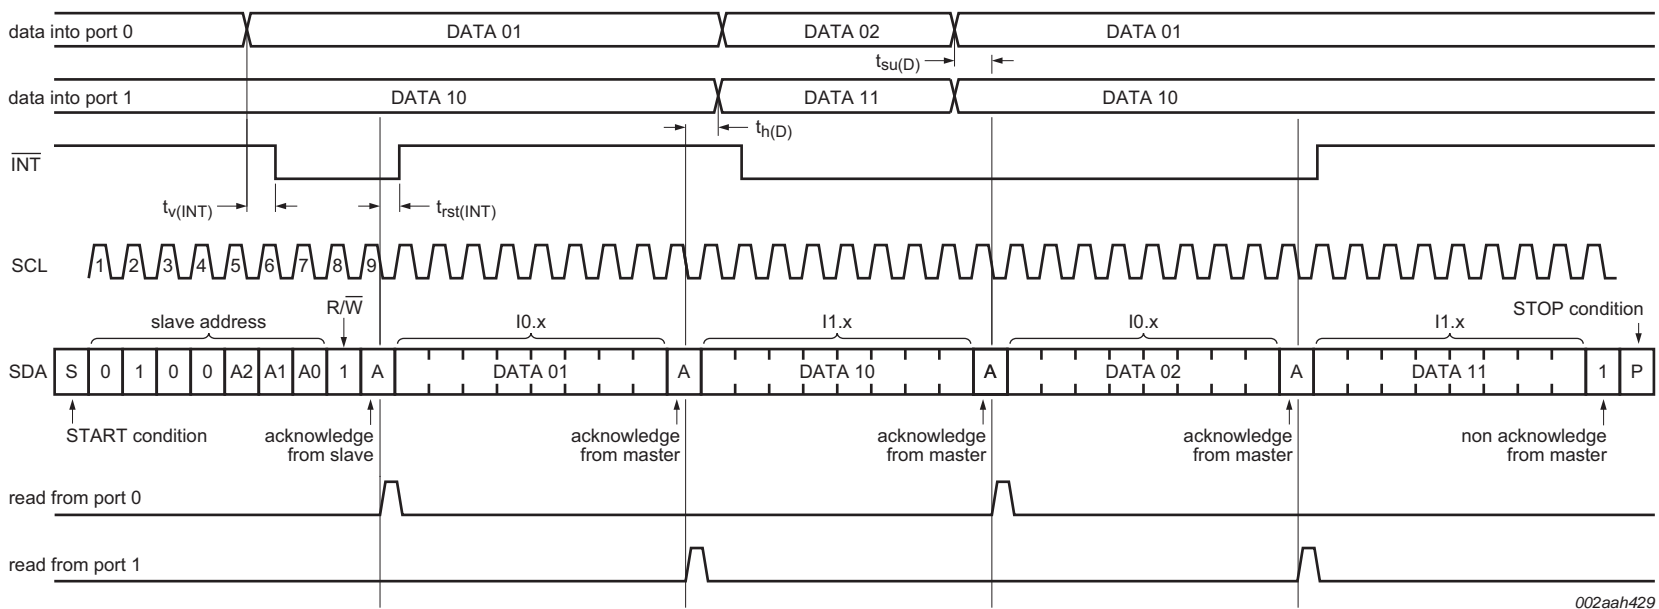 data into port 0 DATA 01 DATA 02 DATA 01
tsu(D)
data into port 1 DATA 10 DATA 11 DATA 10
th(D)
INT
tv(INT) trst(INT)
SCL 1 2 3 4 5 6 7 8 9
R/W
STOP condition
slave address I0.x I1.x I0.x I1.x
SDA S 0 1 0 0 A2 A1 A0 1 A DATA 01 A DATA 10 A DATA 02 A DATA 11 1 P
START condition
acknowledge
from slave
acknowledge
from master
acknowledge
from master
acknowledge
from master
non acknowledge
from master
read from port 0
read from port 1
002aah429